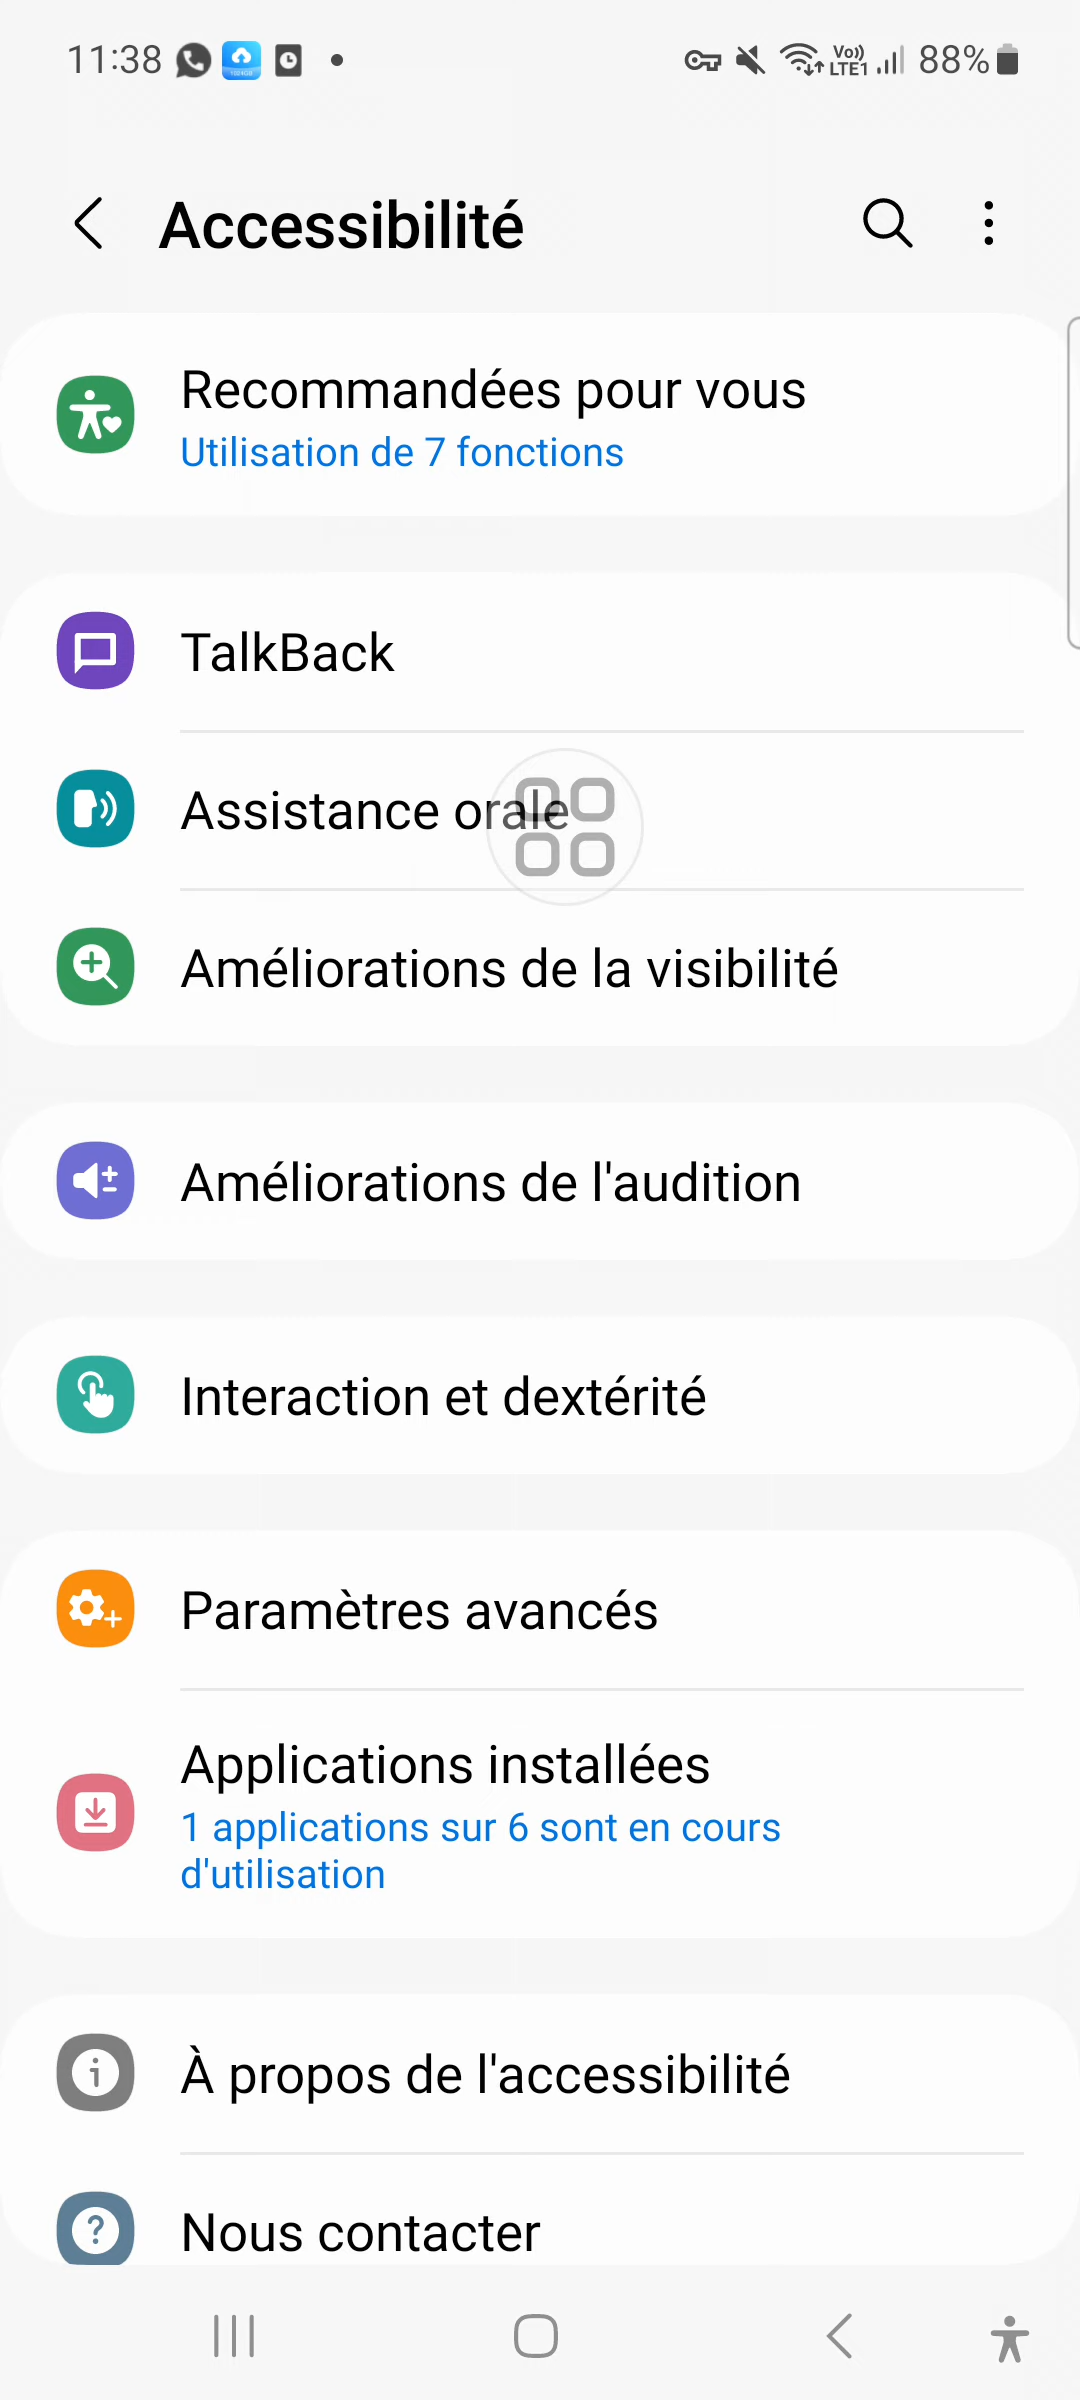 11:38
Vo)) LTE1
88%
Accessibilité
Recommandées pour vous
Utilisation de 7 fonctions
TalkBack
Assistance orale
Améliorations de la visibilité
Améliorations de l'audition
Interaction et dextérité
Paramètres avancés
Applications installées
1 applications sur 6 sont en cours
d'utilisation
À propos de l'accessibilité
Nous contacter